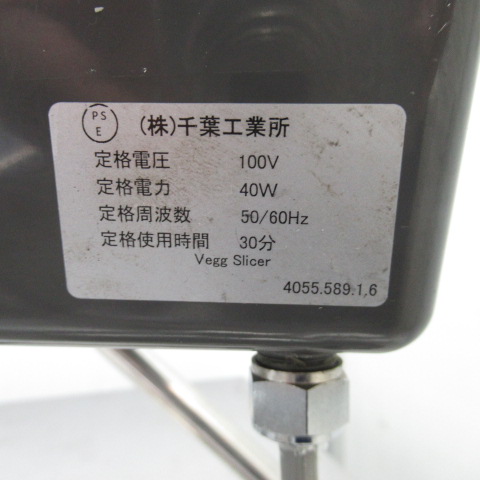 PS
E
(株)千葉工業所
定格電圧 100V
定格電力 40W
定格周波数 50/60Hz
定格使用時間 30分
Vegg Slicer
4055.589.1.6